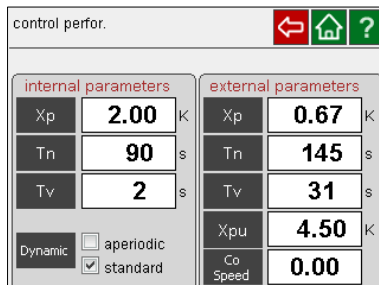 control perfor.
?
internal parameters
Xp 2.00 K
Tn 90 s
Tv 2 s
Dynamic
aperiodic
standard
external parameters
Xp 0.67 K
Tn 145 s
Tv 31 s
Xpu 4.50 K
Co Speed 0.00